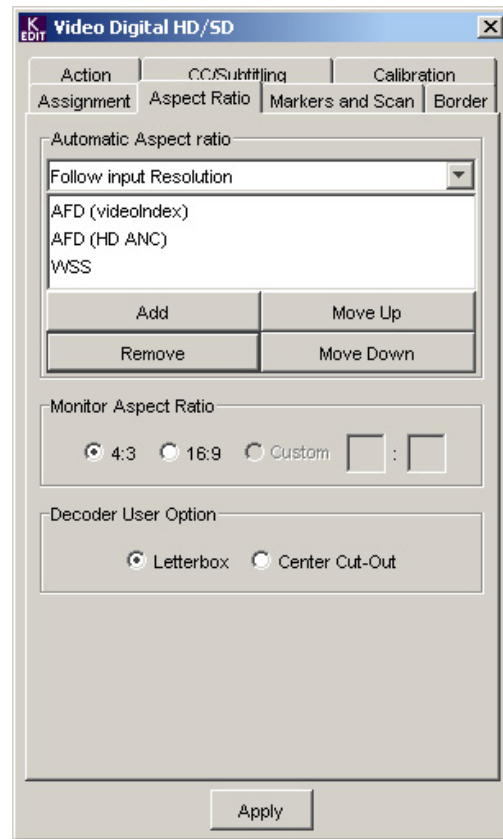 K EDIT Video Digital HD/SD
Action CC/Subtitling Calibration
Assignment Aspect Ratio Markers and Scan Border
Automatic Aspect ratio
Follow input Resolution
AFD (videoIndex)
AFD (HD ANC)
WSS
Add Move Up
Remove Move Down
Monitor Aspect Ratio
4:3 16:9 Custom :
Decoder User Option
Letterbox Center Cut-Out
Apply